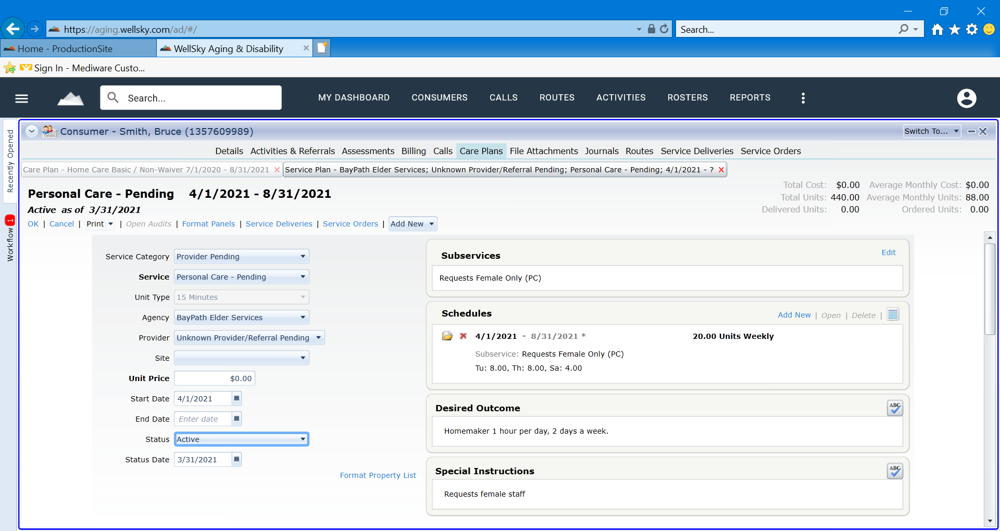 https://aging.wellsky.com/ad/#/
Search...
Home - ProductionSite
WellSky Aging & Disability
Sign In - Mediware Custo...
Search...
MY DASHBOARD
CONSUMERS
CALLS
ROUTES
ACTIVITIES
ROSTERS
REPORTS
Recently Opened
Workflow 1
Consumer - Smith, Bruce (1357609989)
Switch To...
Details Activities & Referrals Assessments Billing Calls Care Plans File Attachments Journals Routes Service Deliveries Service Orders
Care Plan - Home Care Basic / Non-Waiver 7/1/2020 - 8/31/2021 X
Service Plan - BayPath Elder Services; Unknown Provider/Referral Pending; Personal Care - Pending; 4/1/2021 - ? X
Personal Care - Pending 4/1/2021 - 8/31/2021
Active as of 3/31/2021
Total Cost: $0.00 Average Monthly Cost: $0.00
Total Units: 440.00 Average Monthly Units: 88.00
Delivered Units: 0.00 Ordered Units: 0.00
OK | Cancel | Print | Open Audits | Format Panels | Service Deliveries | Service Orders | Add New
Service Category Provider Pending
Service Personal Care - Pending
Unit Type 15 Minutes
Agency BayPath Elder Services
Provider Unknown Provider/Referral Pending
Site
Unit Price $0.00
Start Date 4/1/2021
End Date Enter date
Status Active
Status Date 3/31/2021
Format Property List
Subservices Edit
Requests Female Only (PC)
Schedules Add New | Open | Delete |
4/1/2021 - 8/31/2021 * 20.00 Units Weekly
Subservice: Requests Female Only (PC)
Tu: 8.00, Th: 8.00, Sa: 4.00
Desired Outcome ABC
Homemaker 1 hour per day, 2 days a week.
Special Instructions ABC
Requests female staff